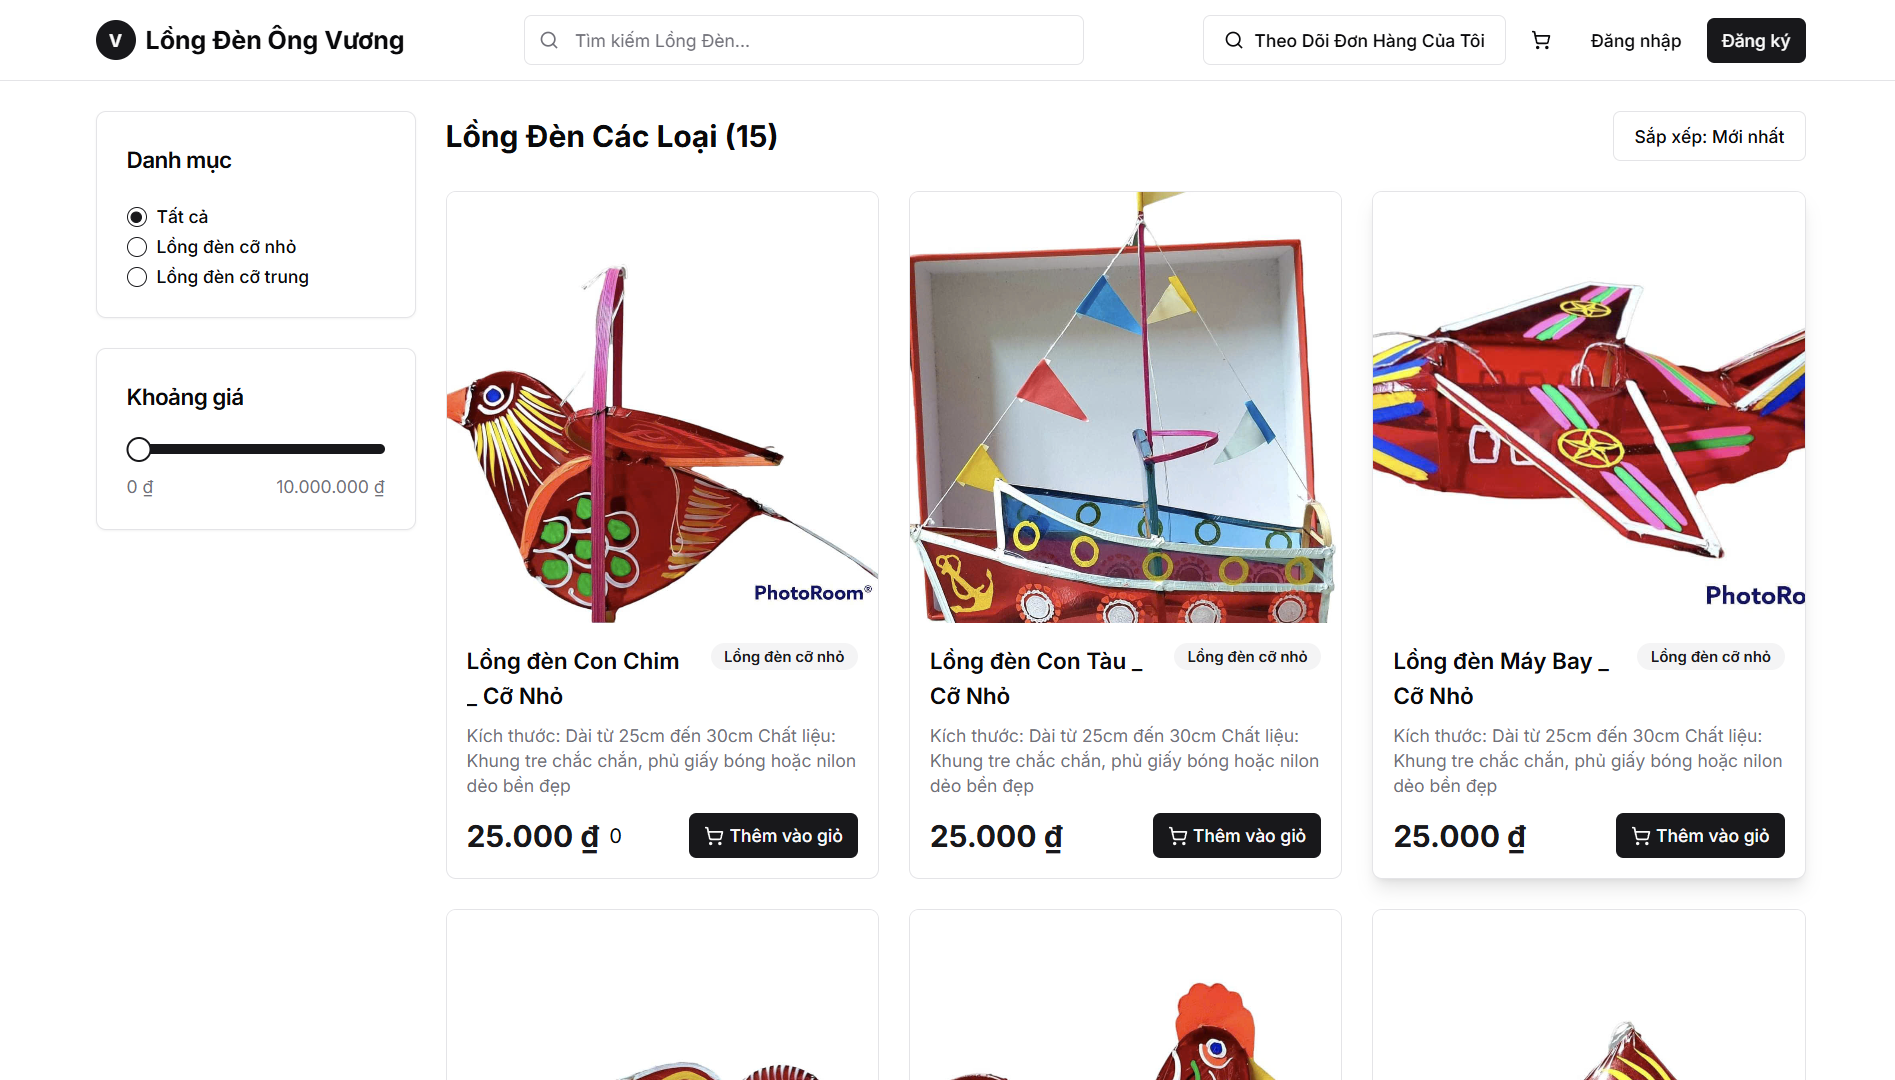 V Lồng Đèn Ông Vương
Tìm kiếm Lồng Đèn...
Theo Dõi Đơn Hàng Của Tôi
Đăng nhập
Đăng ký
Danh mục
Tất cả
Lồng đèn cỡ nhỏ
Lồng đèn cỡ trung
Khoảng giá
0 ₫ 10.000.000 ₫
Lồng Đèn Các Loại (15)
Sắp xếp: Mới nhất
PhotoRoom®
Lồng đèn Con Chim
_ Cỡ Nhỏ
Lồng đèn cỡ nhỏ
Kích thước: Dài từ 25cm đến 30cm Chất liệu:
Khung tre chắc chắn, phủ giấy bóng hoặc nilon
dẻo bền đẹp
25.000 ₫ 0
Thêm vào giỏ
Lồng đèn Con Tàu _
Cỡ Nhỏ
Lồng đèn cỡ nhỏ
Kích thước: Dài từ 25cm đến 30cm Chất liệu:
Khung tre chắc chắn, phủ giấy bóng hoặc nilon
dẻo bền đẹp
25.000 ₫
Thêm vào giỏ
PhotoRo
Lồng đèn Máy Bay _
Cỡ Nhỏ
Lồng đèn cỡ nhỏ
Kích thước: Dài từ 25cm đến 30cm Chất liệu:
Khung tre chắc chắn, phủ giấy bóng hoặc nilon
dẻo bền đẹp
25.000 ₫
Thêm vào giỏ